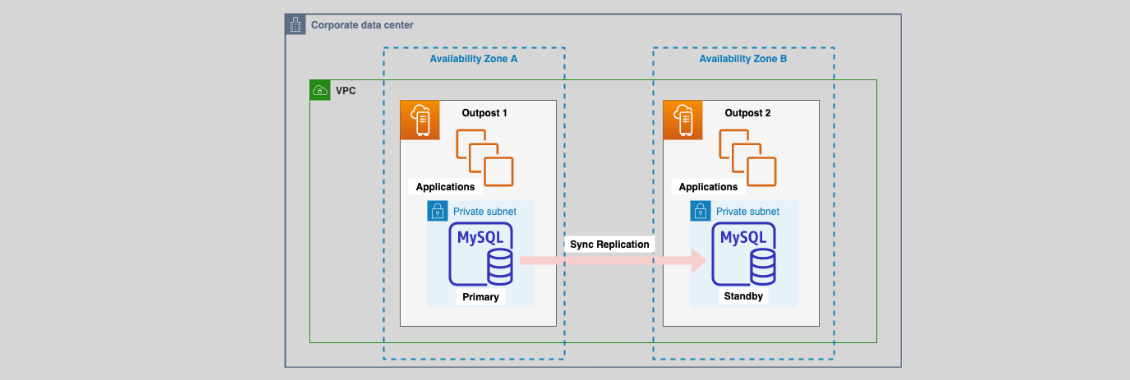 Corporate data center
Availability Zone A
Availability Zone B
VPC
Outpost 1
Outpost 2
Applications
Applications
Private subnet
Private subnet
MySQL
MySQL
Sync Replication
Primary
Standby